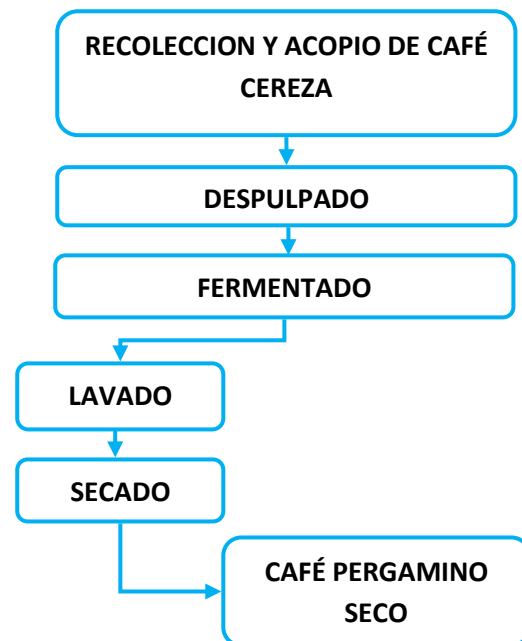 RECOLECCION Y ACOPIO DE CAFÉ
CEREZA
DESPULPADO
FERMENTADO
LAVADO
SECADO
CAFÉ PERGAMINO
SECO